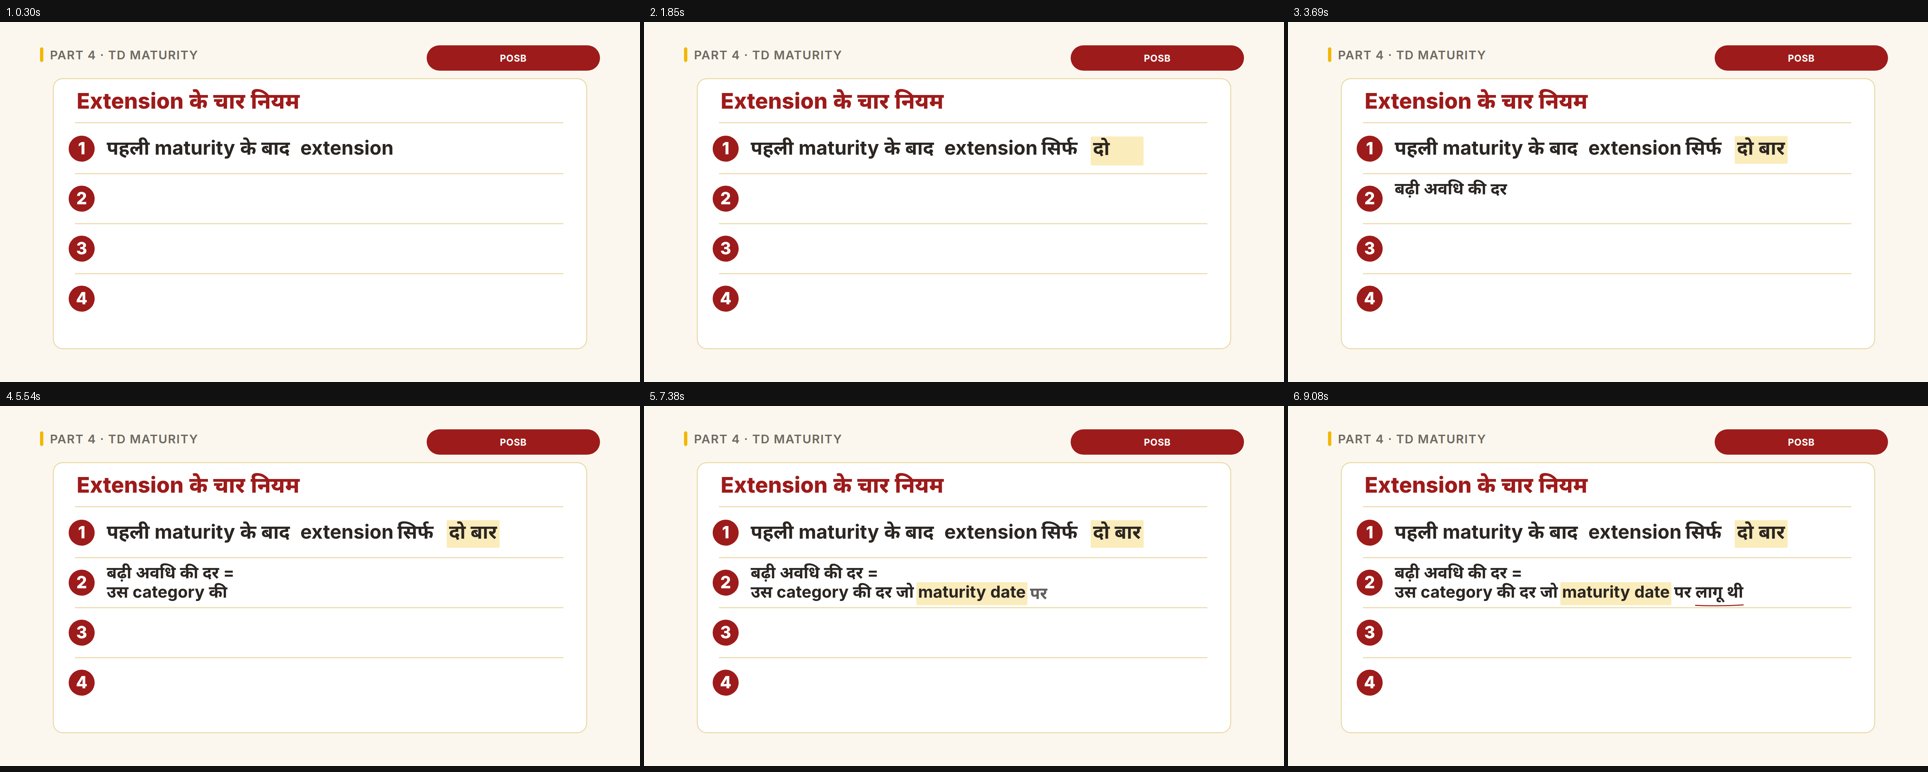 1. 0.30s
PART 4 · TD MATURITY
POSB
Extension के चार नियम
1 पहली maturity के बाद extension
2
3
4
2. 1.85s
PART 4 · TD MATURITY
POSB
Extension के चार नियम
1 पहली maturity के बाद extension सिर्फ दो
2
3
4
3. 3.69s
PART 4 · TD MATURITY
POSB
Extension के चार नियम
1 पहली maturity के बाद extension सिर्फ दो बार
2 बढ़ी अवधि की दर
3
4
4. 5.54s
PART 4 · TD MATURITY
POSB
Extension के चार नियम
1 पहली maturity के बाद extension सिर्फ दो बार
2 बढ़ी अवधि की दर =
उस category की
3
4
5. 7.38s
PART 4 · TD MATURITY
POSB
Extension के चार नियम
1 पहली maturity के बाद extension सिर्फ दो बार
2 बढ़ी अवधि की दर =
उस category की दर जो maturity date पर
3
4
6. 9.08s
PART 4 · TD MATURITY
POSB
Extension के चार नियम
1 पहली maturity के बाद extension सिर्फ दो बार
2 बढ़ी अवधि की दर =
उस category की दर जो maturity date पर लागू थी
3
4